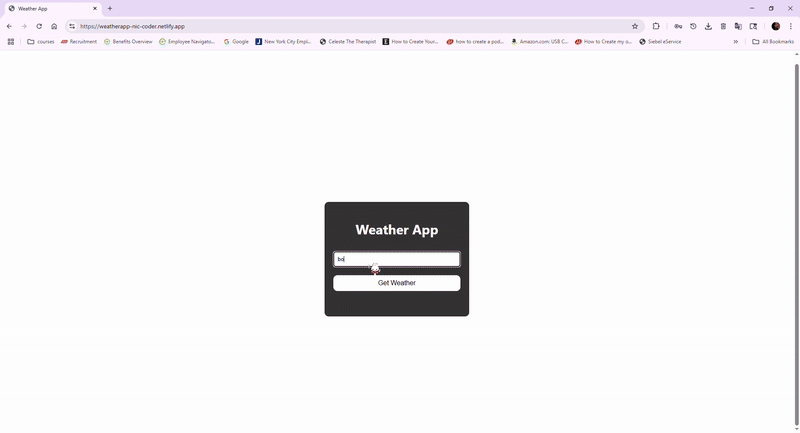 Weather App
https://weatherapp-nic-coder.netlify.app
courses
Recruitment
Benefits Overview
Employee Navigato...
Google
New York City Empl...
Celeste The Therapist
How to Create Your...
how to create a pod...
Amazon.com: USB C...
How to Create my o...
Siebel eService
All Bookmarks
Weather App
bo
Get Weather